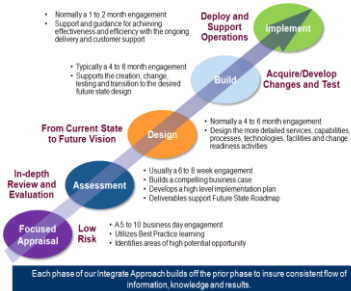 • Normally a 1 to 2 month engagement
• Support and guidance for achieving
effectiveness and efficiency with the ongoing
delivery and customer support
Deploy and
Support
Operations
Implement
• Typically a 4 to 6 month engagement
• Supports the creation, change,
testing and transition to the desired
future state design
Build
Acquire/Develop
Changes and Test
From Current State
to Future Vision
Design
• Normally a 4 to 6 month engagement
• Design the more detailed services, capabilities,
processes, technologies, facilities and change
readiness activities
In-depth
Review and
Evaluation
Assessment
• Usually a 6 to 8 week engagement
• Builds a compelling business case
• Develops a high level implementation plan
• Deliverables support Future State Roadmap
Focused
Appraisal
Low
Risk
• A 5 to 10 business day engagement
• Utilizes Best Practice learning
• Identifies areas of high potential opportunity
Each phase of our Integrate Approach builds off the prior phase to insure consistent flow of
information, knowledge and results.